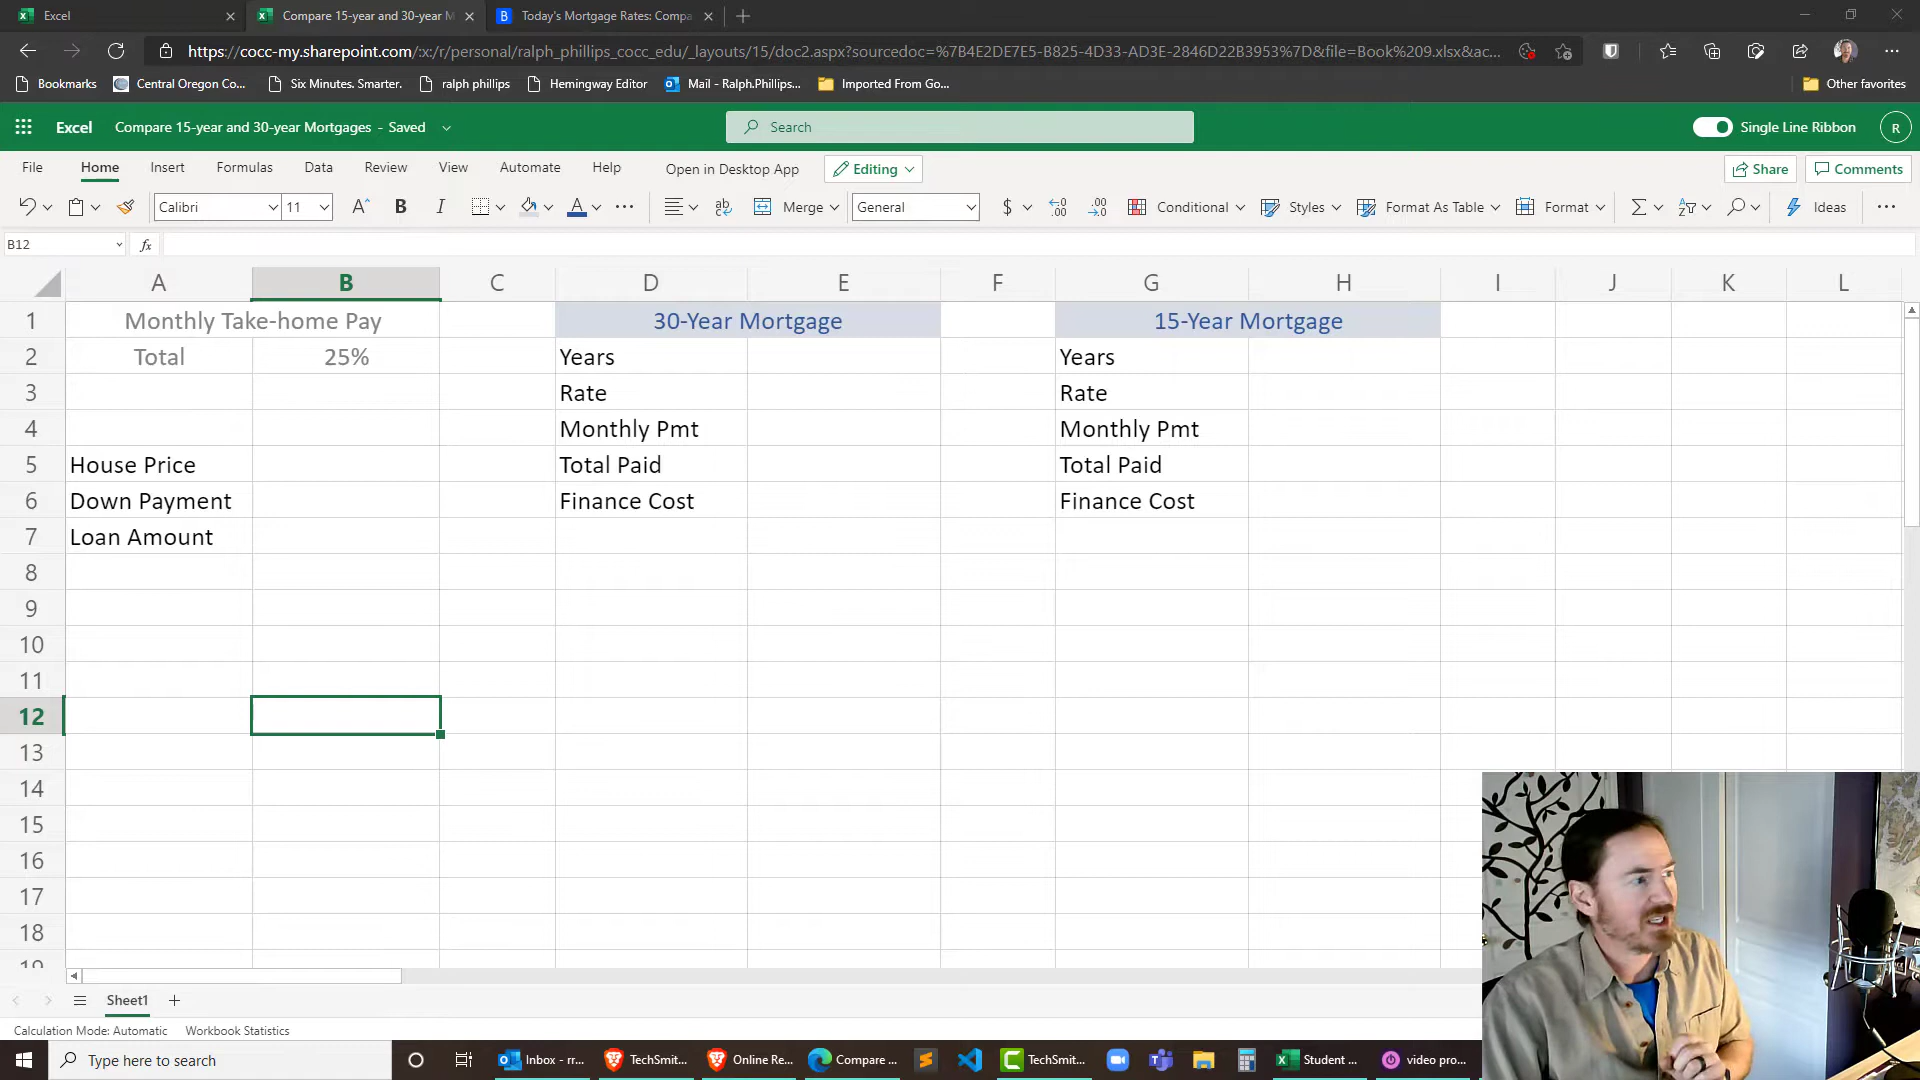 Excel
Compare 15-year and 30-year M
Today's Mortgage Rates: Compa
https://cocc-my.sharepoint.com/:x:/r/personal/ralph_phillips_cocc_edu/_layouts/15/doc2.aspx?sourcedoc=%7B4E2DE7E5-B825-4D33-AD3E-2846D22B3953%7D&file=Book%209.xlsx&ac...
Bookmarks
Central Oregon Co...
Six Minutes. Smarter.
ralph phillips
Hemingway Editor
Mail - Ralph.Phillips...
Imported From Go...
Other favorites
Excel
Compare 15-year and 30-year Mortgages - Saved
Search
Single Line Ribbon
R
File Home Insert Formulas Data Review View Automate Help Open in Desktop App Editing Share Comments
Calibri 11 A B I A ab Merge General $ .00 .00 Conditional Styles Format As Table Format Ideas
B12 fx
A B C D E F G H I J K L
1 Monthly Take-home Pay 30-Year Mortgage 15-Year Mortgage
2 Total 25% Years Years
3 Rate Rate
4 Monthly Pmt Monthly Pmt
5 House Price Total Paid Total Paid
6 Down Payment Finance Cost Finance Cost
7 Loan Amount
8
9
10
11
12
13
14
15
16
17
18
19
Sheet1
Calculation Mode: Automatic Workbook Statistics
Type here to search
Inbox - rr...
TechSmit...
Online Re...
Compare ...
TechSmit...
Student ...
video pro...